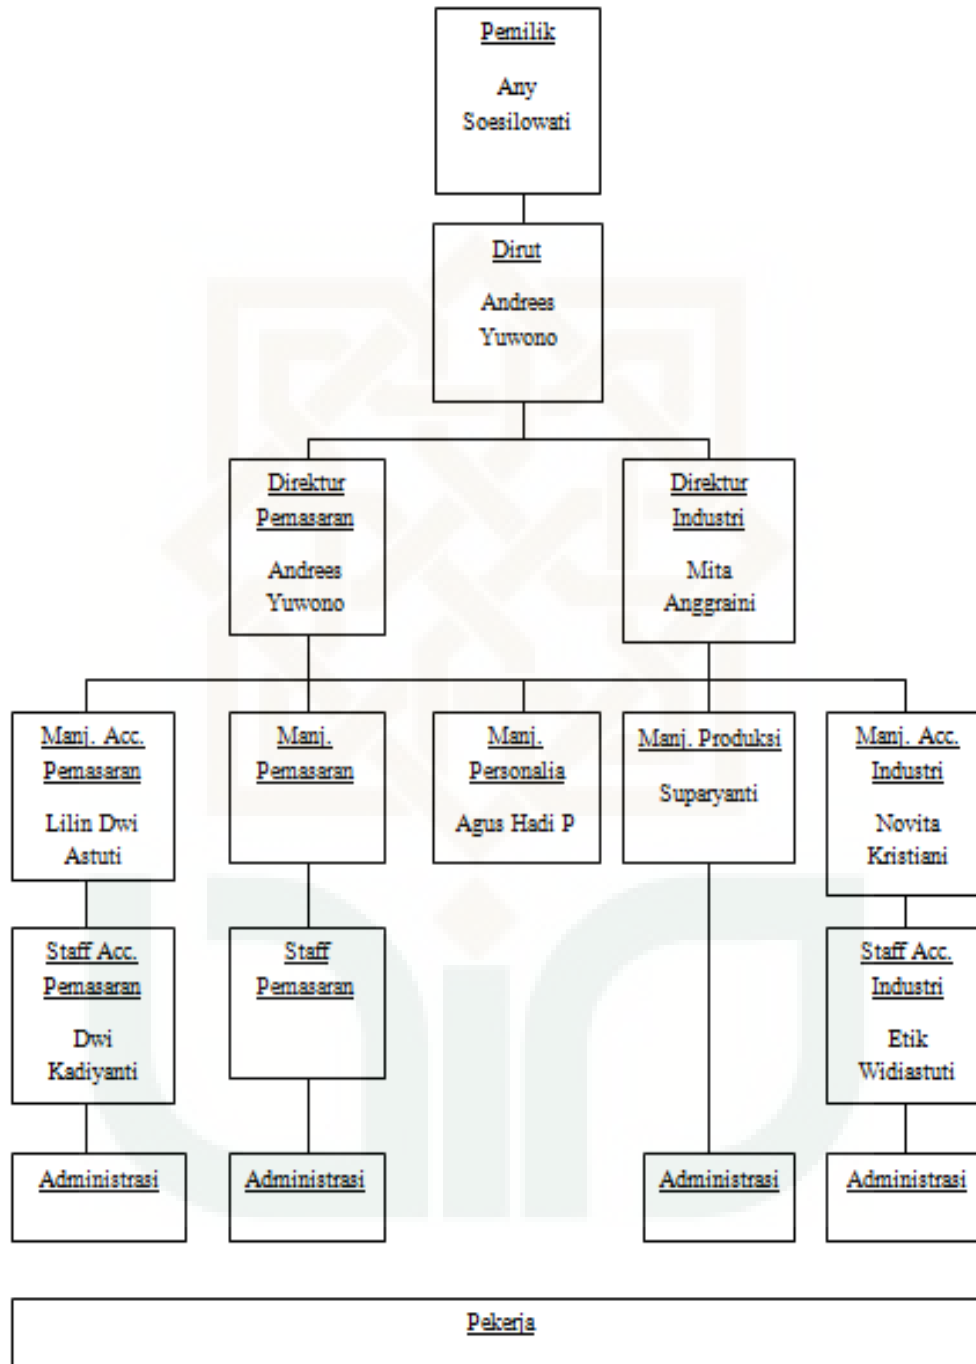 Pemilik
Any
Soesilowati
Dirut
Andrees
Yuwono
Direktur
Pemasaran
Andrees
Yuwono
Direktur
Industri
Mita
Anggraini
Manj. Acc.
Pemasaran
Lilin Dwi
Astuti
Manj.
Pemasaran
Manj.
Personalia
Agus Hadi P
Manj. Produksi
Suparyanti
Manj. Acc.
Industri
Novita
Kristiani
Staff Acc.
Pemasaran
Dwi
Kadiyanti
Staff
Pemasaran
Staff Acc.
Industri
Etik
Widiastuti
Administrasi
Administrasi
Administrasi
Administrasi
Pekerja